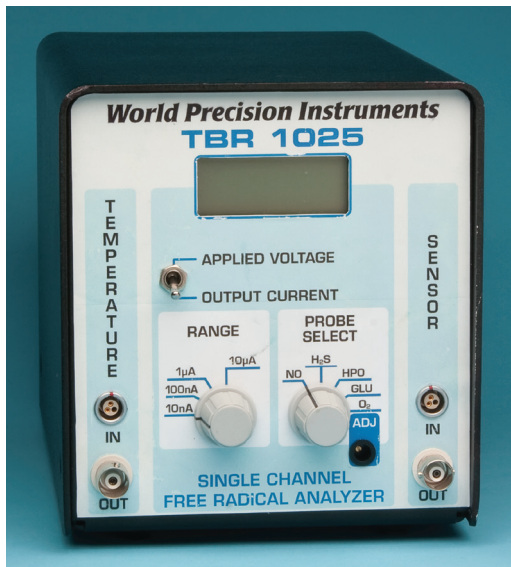 World Precision Instruments
TBR 1025
TEMPERATURE
IN
OUT
APPLIED VOLTAGE
OUTPUT CURRENT
RANGE
10µA
1µA
100nA
10nA
PROBE
SELECT
H₂S
NO
HPO
GLU
O₂
ADJ
SINGLE CHANNEL
FREE RADiCAL ANALYZER
SENSOR
IN
OUT